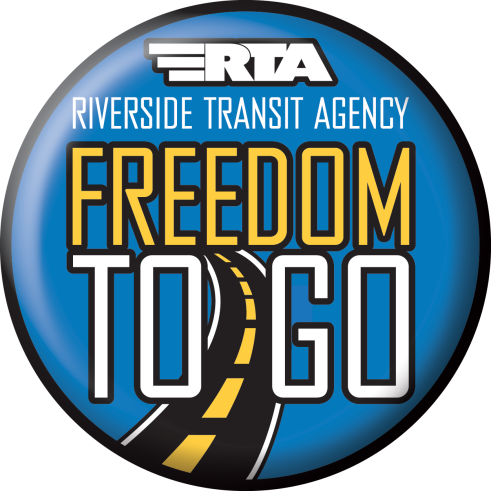 RTA
RIVERSIDE TRANSIT AGENCY
FREEDOM
TO GO